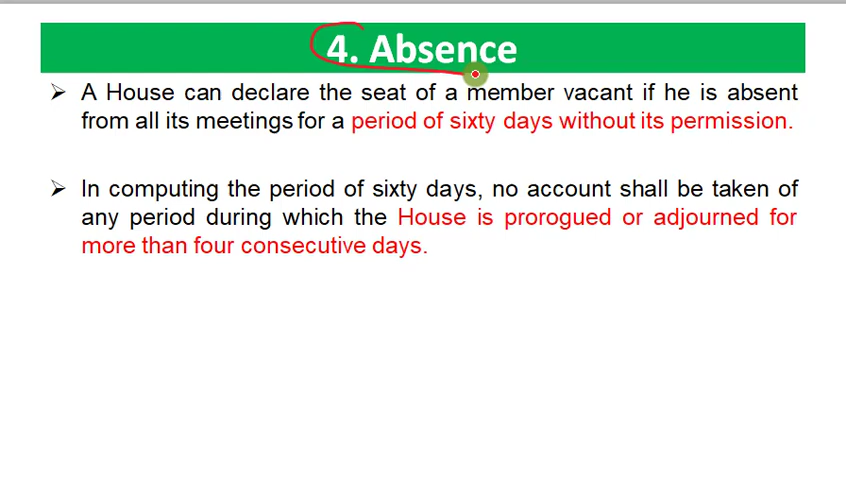 4. Absence
➢ A House can declare the seat of a member vacant if he is absent
from all its meetings for a period of sixty days without its permission.
➢ In computing the period of sixty days, no account shall be taken of
any period during which the House is prorogued or adjourned for
more than four consecutive days.